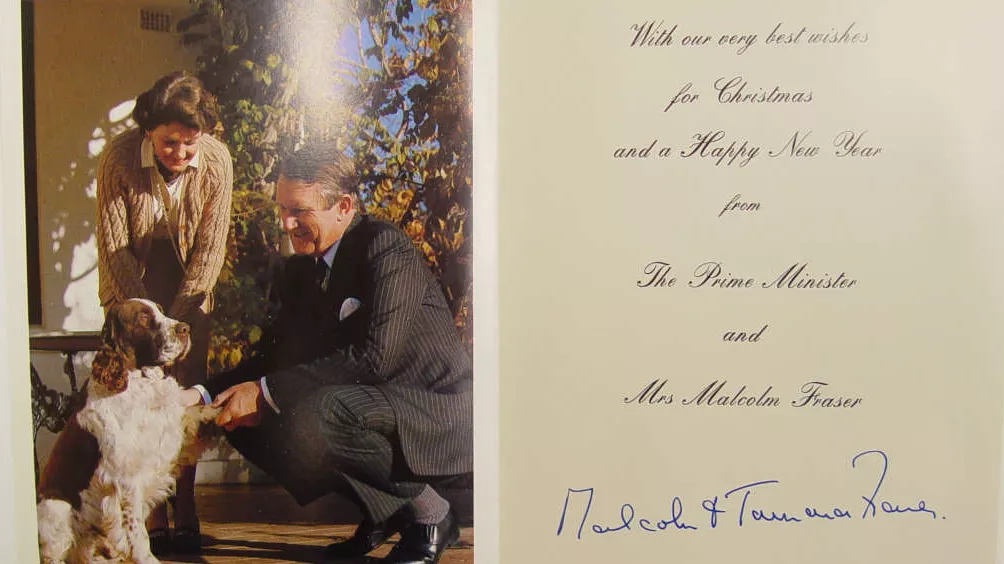 With our very best wishes
for Christmas
and a Happy New Year
from
The Prime Minister
and
Mrs Malcolm Fraser
Malcolm & Tamara Fraser.